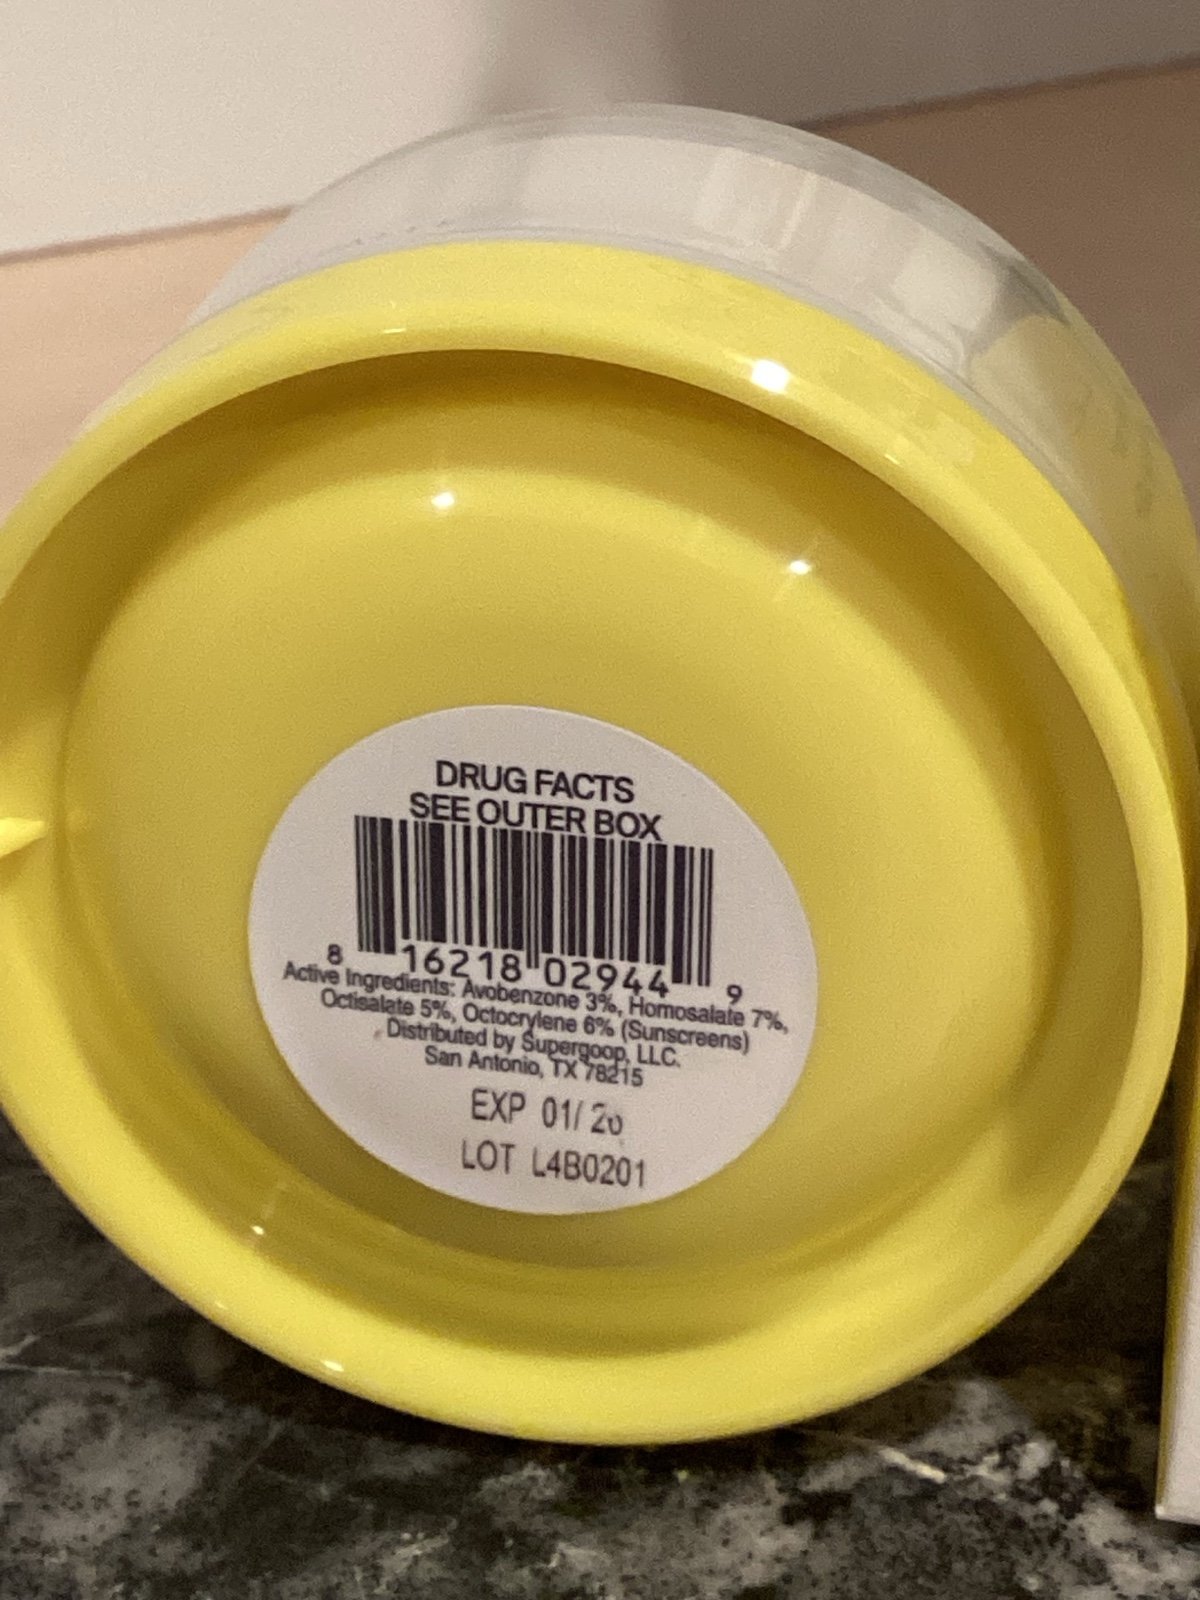 DRUG FACTS
SEE OUTER BOX
8 16218 02944 9
Active Ingredients: Avobenzone 3%, Homosalate 7%,
Octisalate 5%, Octocrylene 6% (Sunscreens)
Distributed by Supergoop, LLC.
San Antonio, TX 78215
EXP 01/
LOT L4B0201